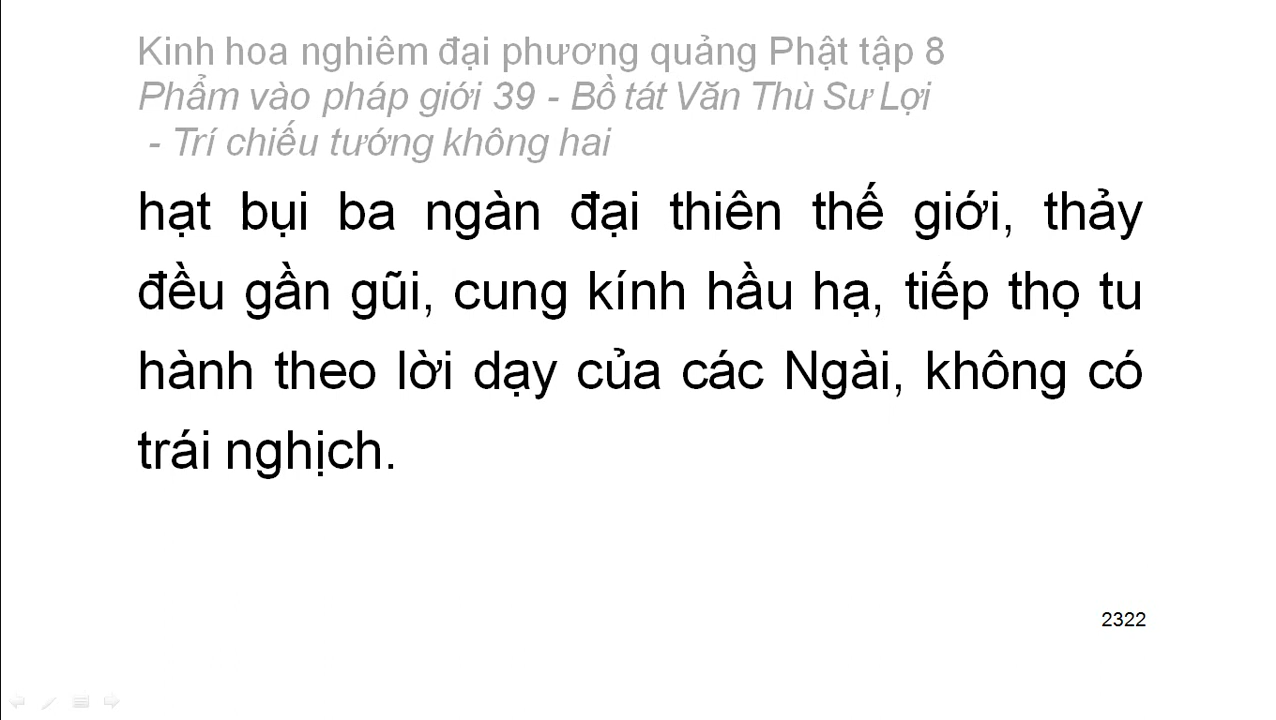 Kinh hoa nghiêm đại phương quảng Phật tập 8
Phẩm vào pháp giới 39 - Bồ tát Văn Thù Sư Lợi
- Trí chiếu tướng không hai
hạt bụi ba ngàn đại thiên thế giới, thảy
đều gần gũi, cung kính hầu hạ, tiếp thọ tu
hành theo lời dạy của các Ngài, không có
trái nghịch.
2322